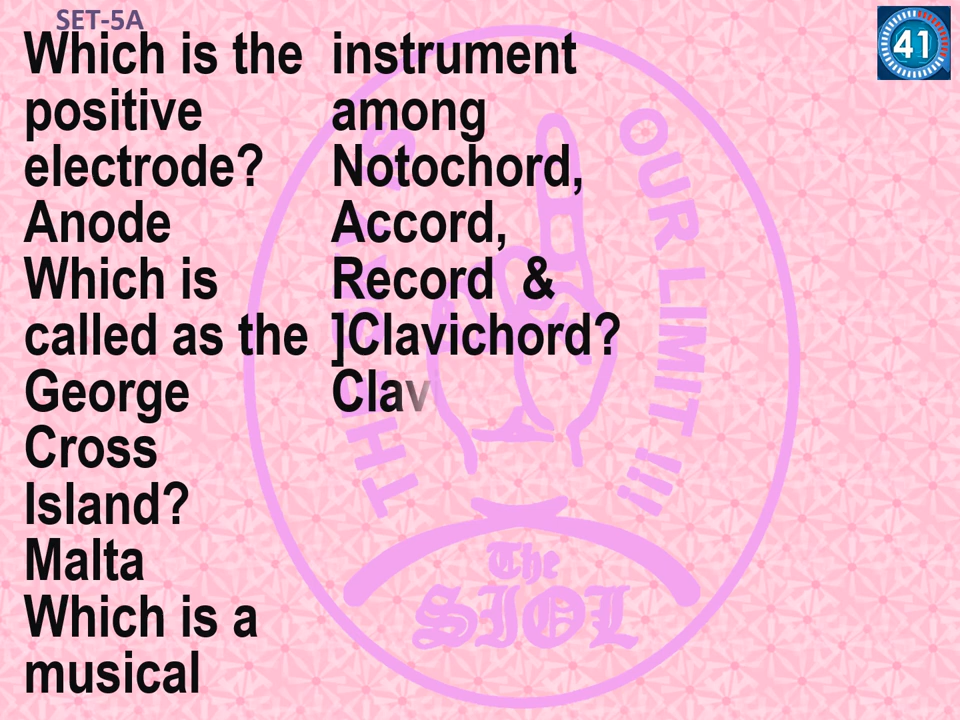 SET-5A
Which is the
positive
electrode?
Anode
Which is
called as the
George
Cross
Island?
Malta
Which is a
musical
instrument
among
Notochord,
Accord,
Record &
]Clavichord?
Clav
41
OUR LIMIT !!!
The
SIOL